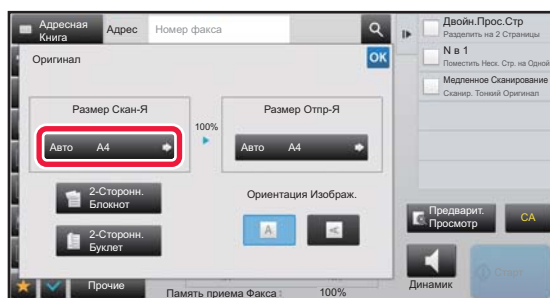 Адресная
Книга
Адрес
Номер факса
Двойн.Прос.Стр
Разделить на 2 Страницы
N в 1
Поместить Неск. Стр. на Одной
Медленное Сканирование
Сканир. Тонкий Оригинал
Оригинал
OK
Размер Скан-Я
100%
Размер Отпр-Я
Авто A4
Авто A4
2-Сторонн.
Блокнот
Ориентация Изображ.
2-Сторонн.
Буклет
A
A
Предварит.
Просмотр
CA
Прочие
Память приема Факса : 100%
Динамик
Старт